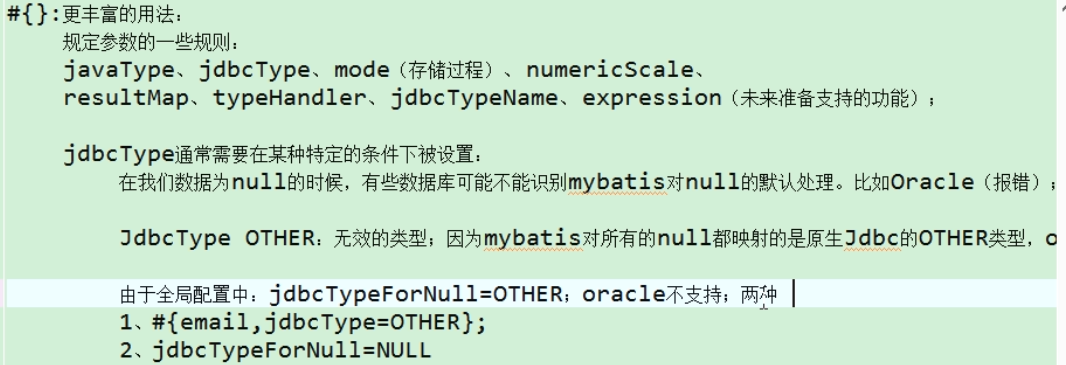 #{}:更丰富的用法：
规定参数的一些规则：
javaType、jdbcType、mode（存储过程）、numericScale、
resultMap、typeHandler、jdbcTypeName、expression（未来准备支持的功能）；
jdbcType通常需要在某种特定的条件下被设置：
在我们数据为null的时候，有些数据库可能不能识别mybatis对null的默认处理。比如Oracle（报错）；
JdbcType OTHER：无效的类型；因为mybatis对所有的null都映射的是原生Jdbc的OTHER类型，o
由于全局配置中：jdbcTypeForNull=OTHER；oracle不支持；两种
1、#{email,jdbcType=OTHER};
2、jdbcTypeForNull=NULL